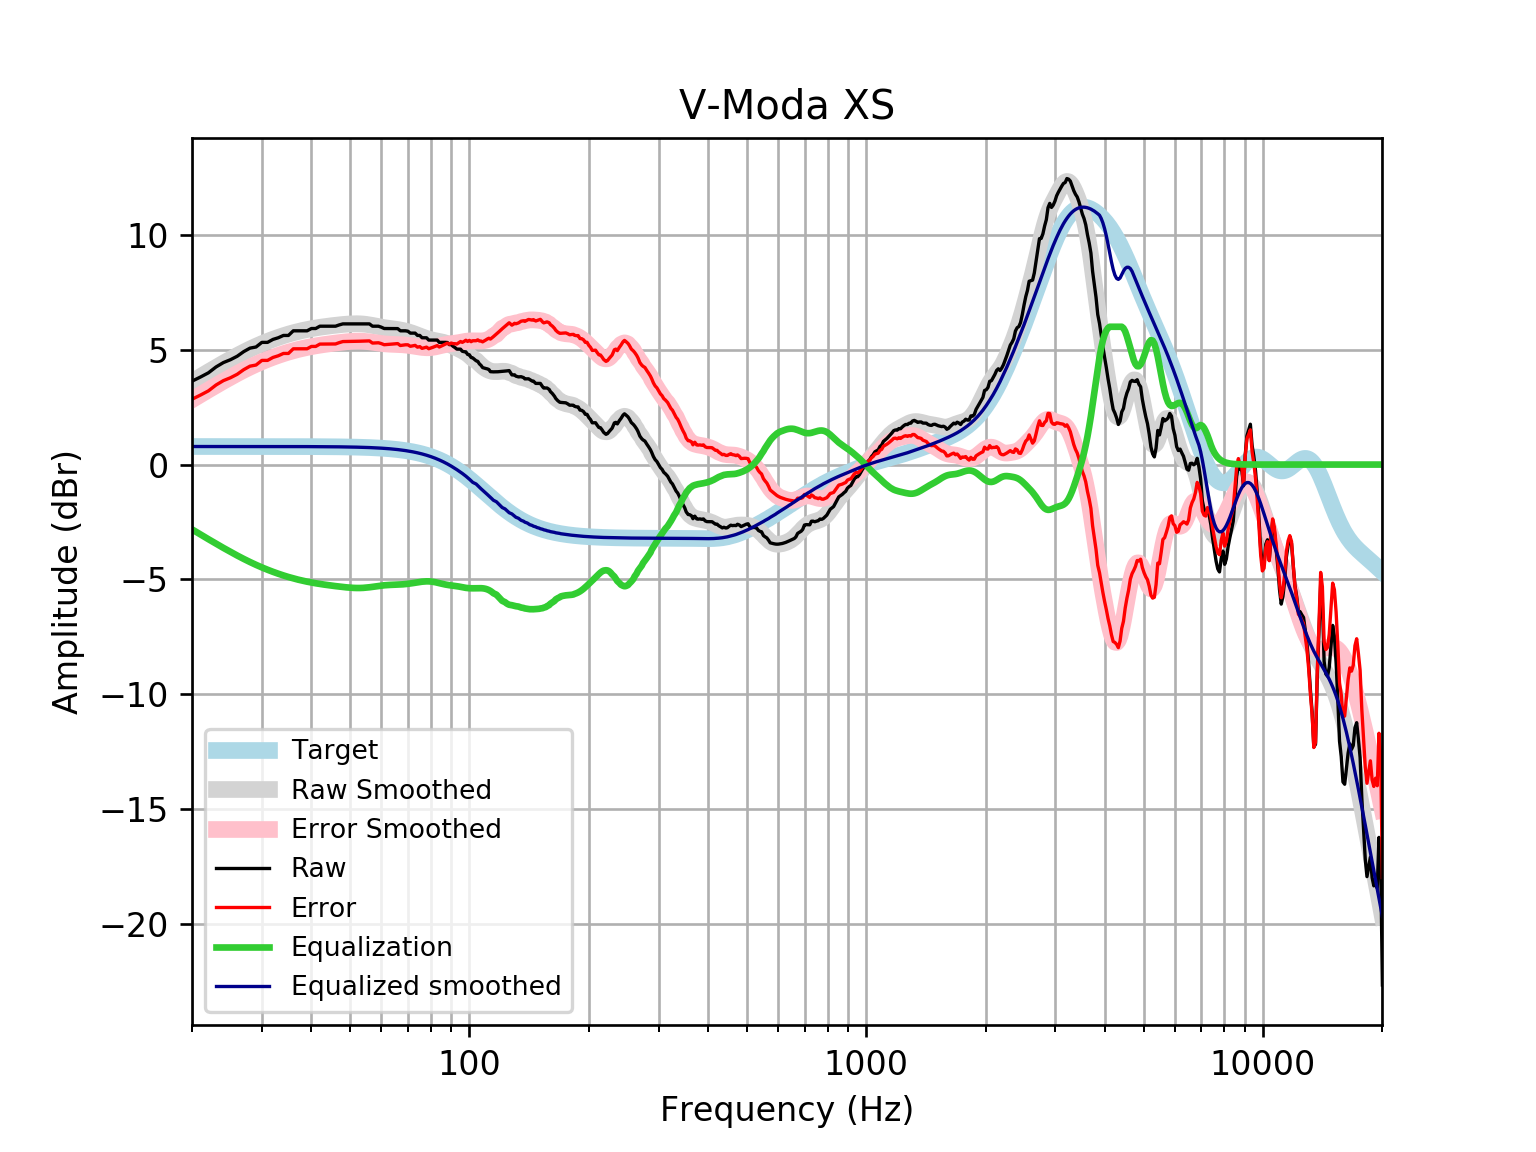 V-Moda XS
10
5
0
−5
−10
−15
−20
Amplitude (dBr)
Target
Raw Smoothed
Error Smoothed
Raw
Error
Equalization
Equalized smoothed
100 1000 10000
Frequency (Hz)